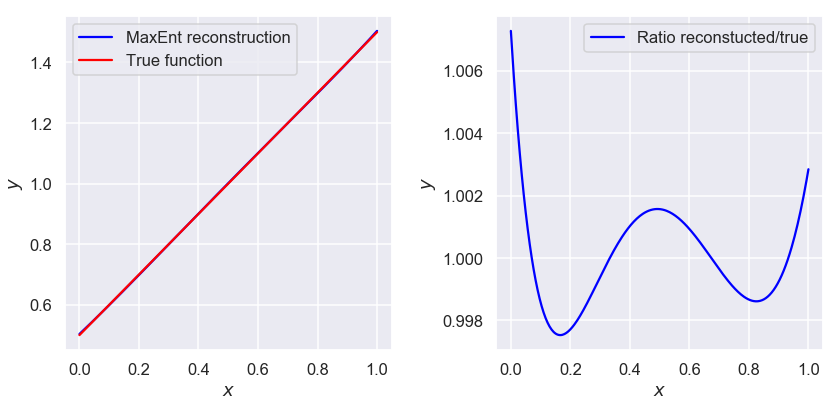 MaxEnt reconstruction
True function
y
1.4
1.2
1.0
0.8
0.6
0.0 0.2 0.4 0.6 0.8 1.0
x
Ratio reconstucted/true
y
1.006
1.004
1.002
1.000
0.998
0.0 0.2 0.4 0.6 0.8 1.0
x